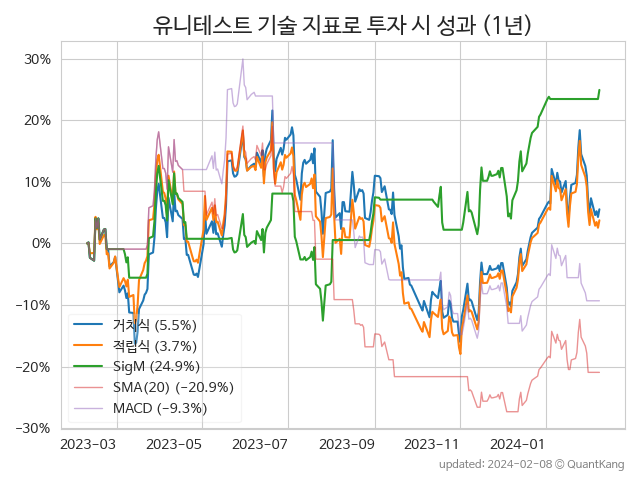 유니테스트 기술 지표로 투자 시 성과 (1년)
30%
20%
10%
0%
−10%
−20%
−30%
거치식 (5.5%)
적립식 (3.7%)
SigM (24.9%)
SMA(20) (−20.9%)
MACD (−9.3%)
2023-03
2023-05
2023-07
2023-09
2023-11
2024-01
updated: 2024-02-08 © QuantKang